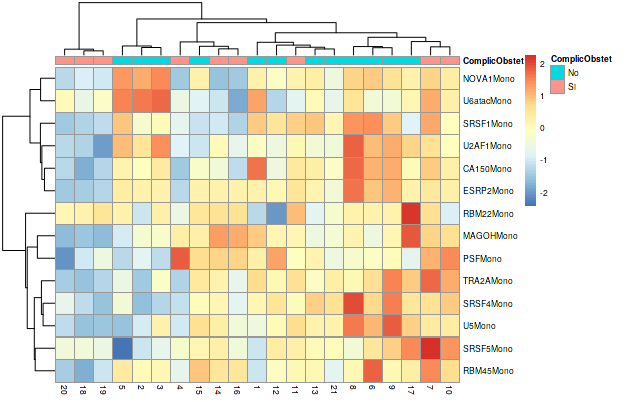 ComplicObstet
NOVA1Mono
U6atacMono
SRSF1Mono
U2AF1Mono
CA150Mono
ESRP2Mono
RBM22Mono
MAGOHMono
PSFMono
TRA2AMono
SRSF4Mono
U5Mono
SRSF5Mono
RBM45Mono
20 18 19 5 2 3 4 15 14 16 1 12 11 13 21 8 6 9 17 7 10
2
1
0
-1
-2
ComplicObstet
No
SI